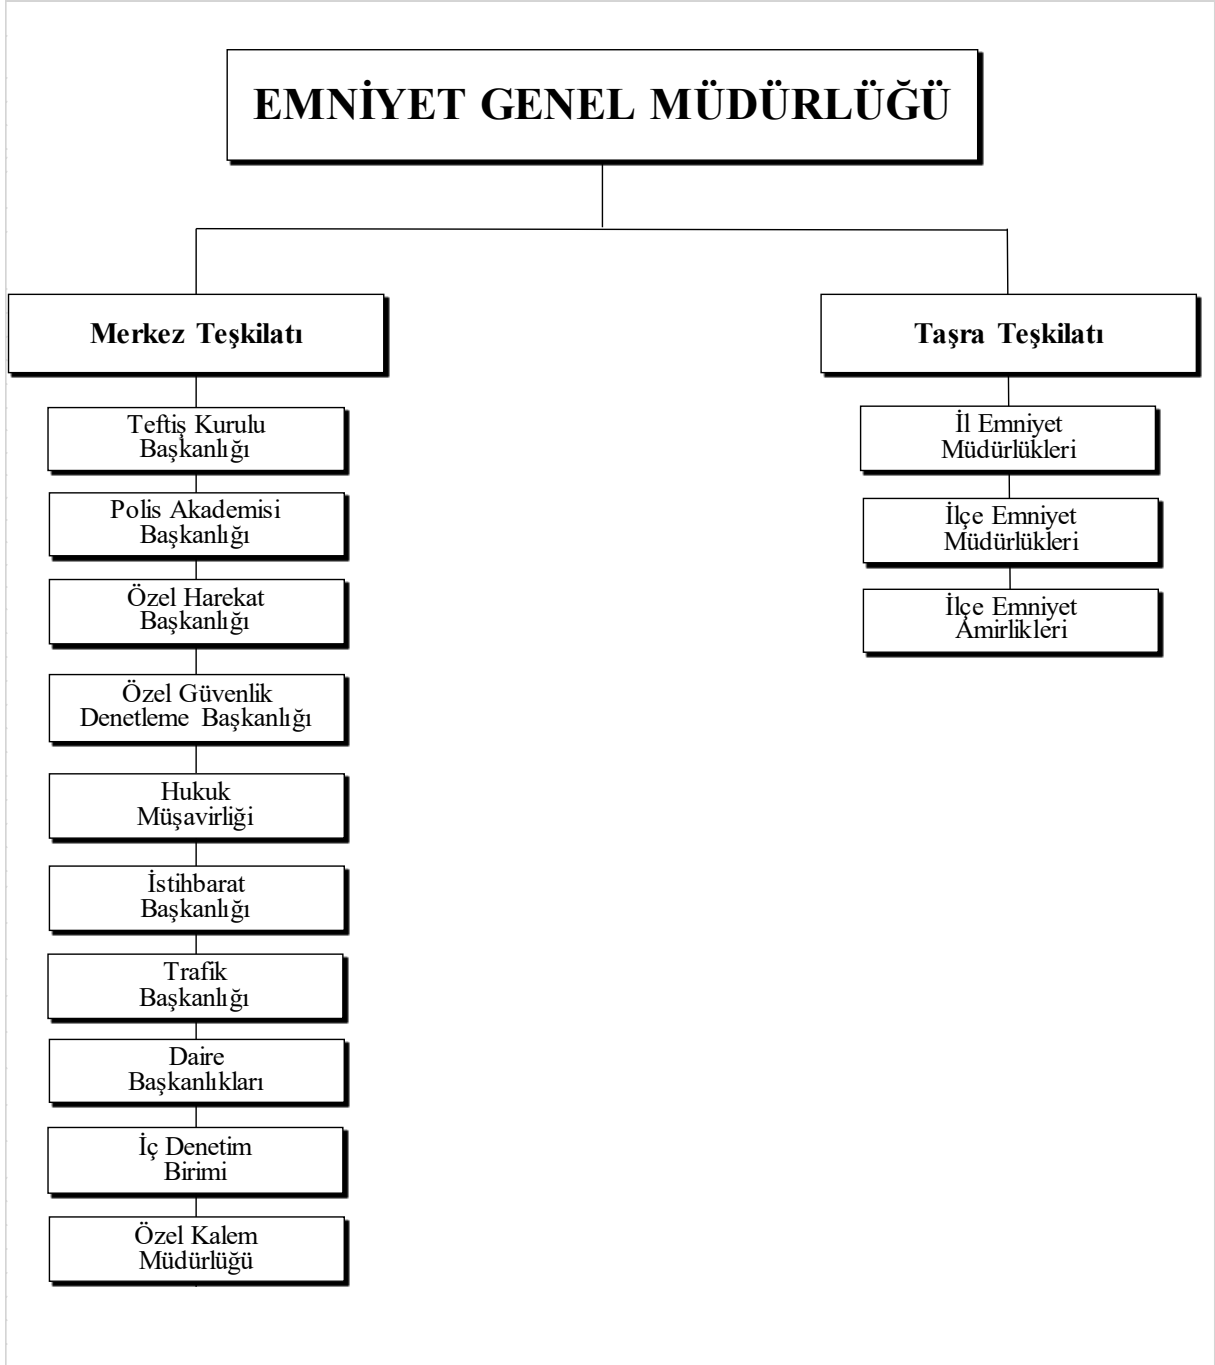 EMNİYET GENEL MÜDÜRLÜĞÜ
Merkez Teşkilatı
Teftiş Kurulu
Başkanlığı
Polis Akademisi
Başkanlığı
Özel Harekat
Başkanlığı
Özel Güvenlik
Denetleme Başkanlığı
Hukuk
Müşavirliği
İstihbarat
Başkanlığı
Trafik
Başkanlığı
Daire
Başkanlıkları
İç Denetim
Birimi
Özel Kalem
Müdürlüğü
Taşra Teşkilatı
İl Emniyet
Müdürlükleri
İlçe Emniyet
Müdürlükleri
İlçe Emniyet
Amirlikleri